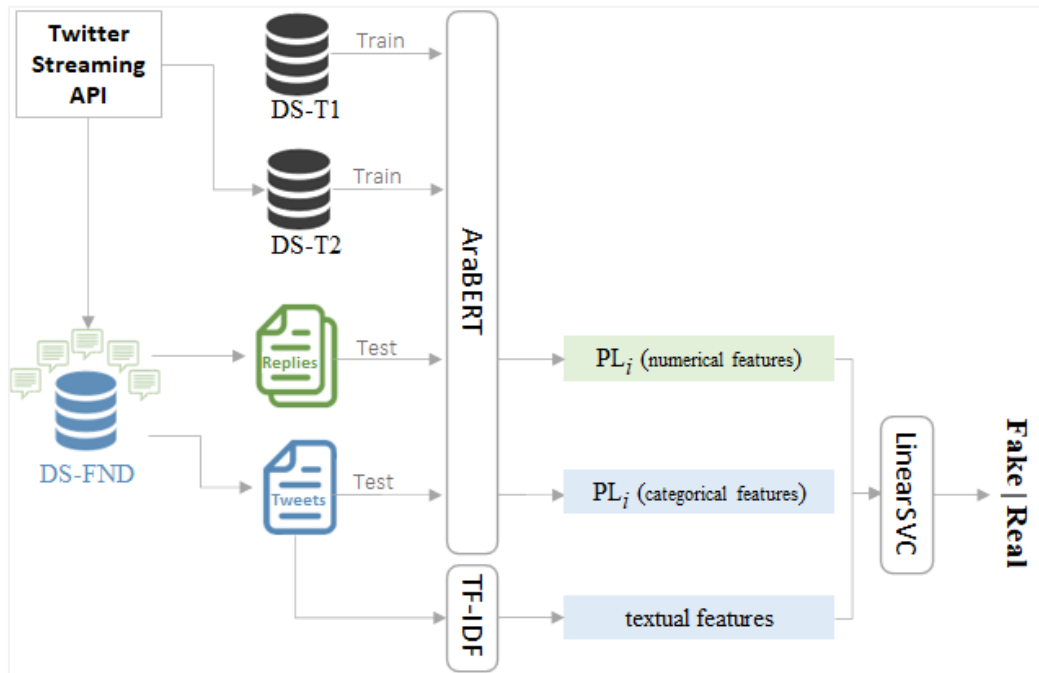 Twitter
Streaming
API
Train
DS-T1
Train
DS-T2
AraBERT
Replies
Test
PLi (numerical features)
DS-FND
Tweets
Test
PLi (categorical features)
LinearSVC
Fake | Real
TF-IDF
textual features